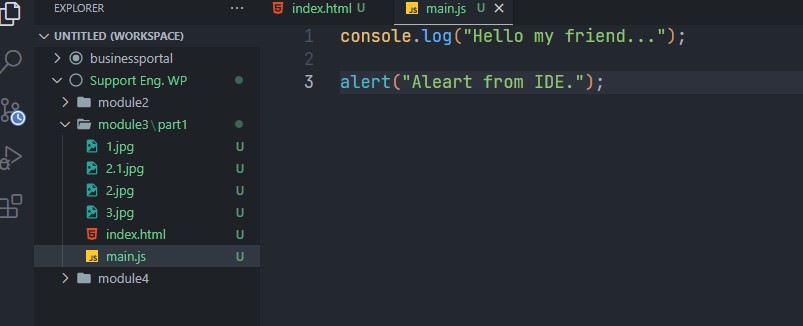 EXPLORER ...
index.html U
main.js U
UNTITLED (WORKSPACE)
businessportal
Support Eng. WP
module2
module3\part1
1.jpg U
2.1.jpg U
2.jpg U
3.jpg U
index.html U
JS main.js U
module4
1 console.log("Hello my friend...");
2
3 alert("Aleart from IDE.");